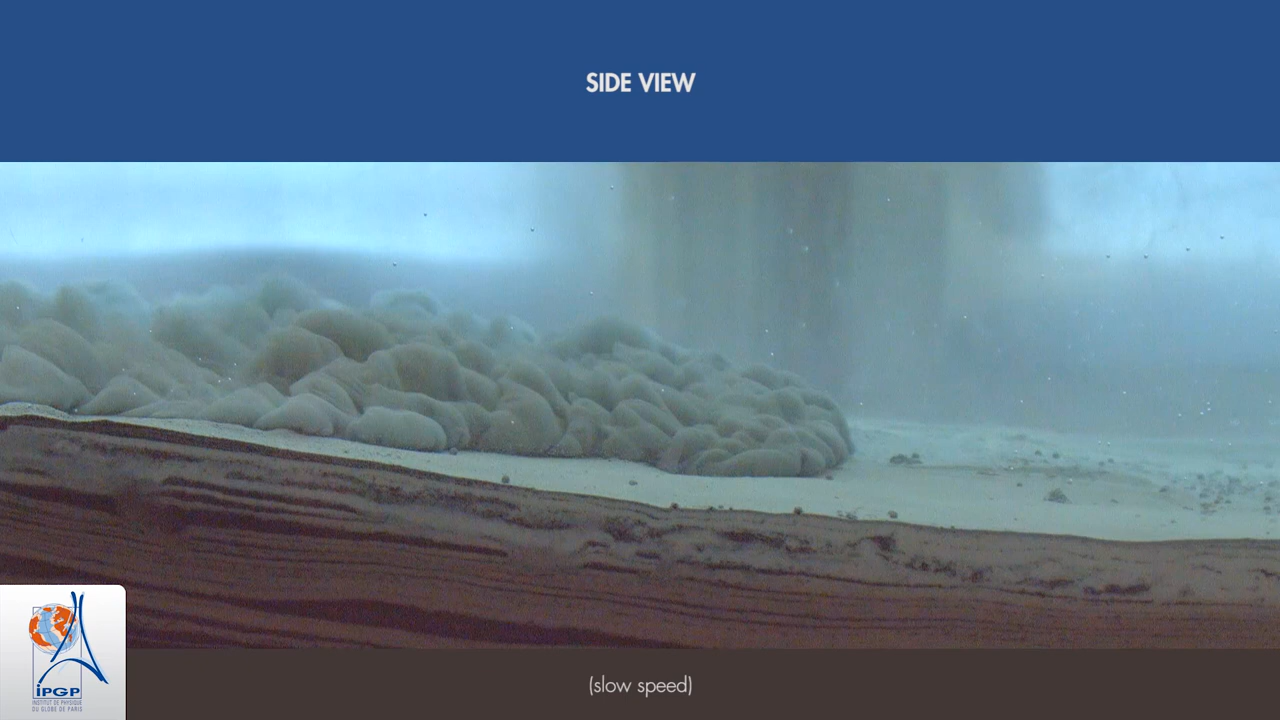 SIDE VIEW
iPGP
INSTITUT DE PHYSIQUE
DU GLOBE DE PARIS
(slow speed)